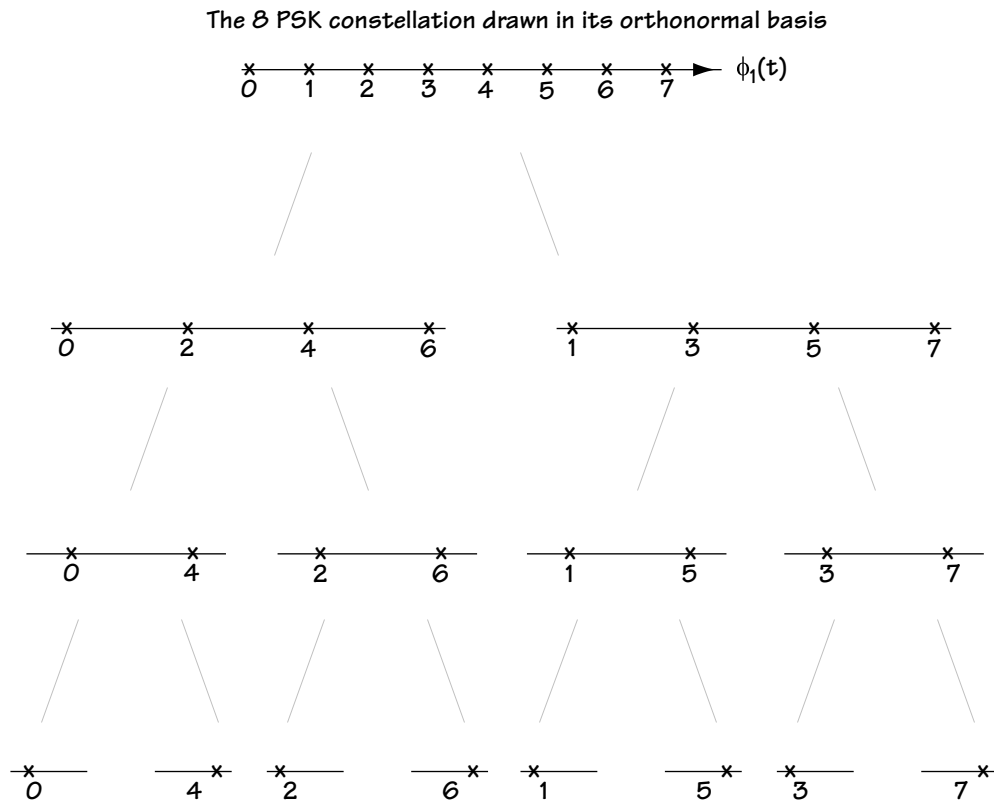 The 8 PSK constellation drawn in its orthonormal basis
0 1 2 3 4 5 6 7 ϕ₁(t)
0 2 4 6 1 3 5 7
0 4 2 6 1 5 3 7
0 4 2 6 1 5 3 7